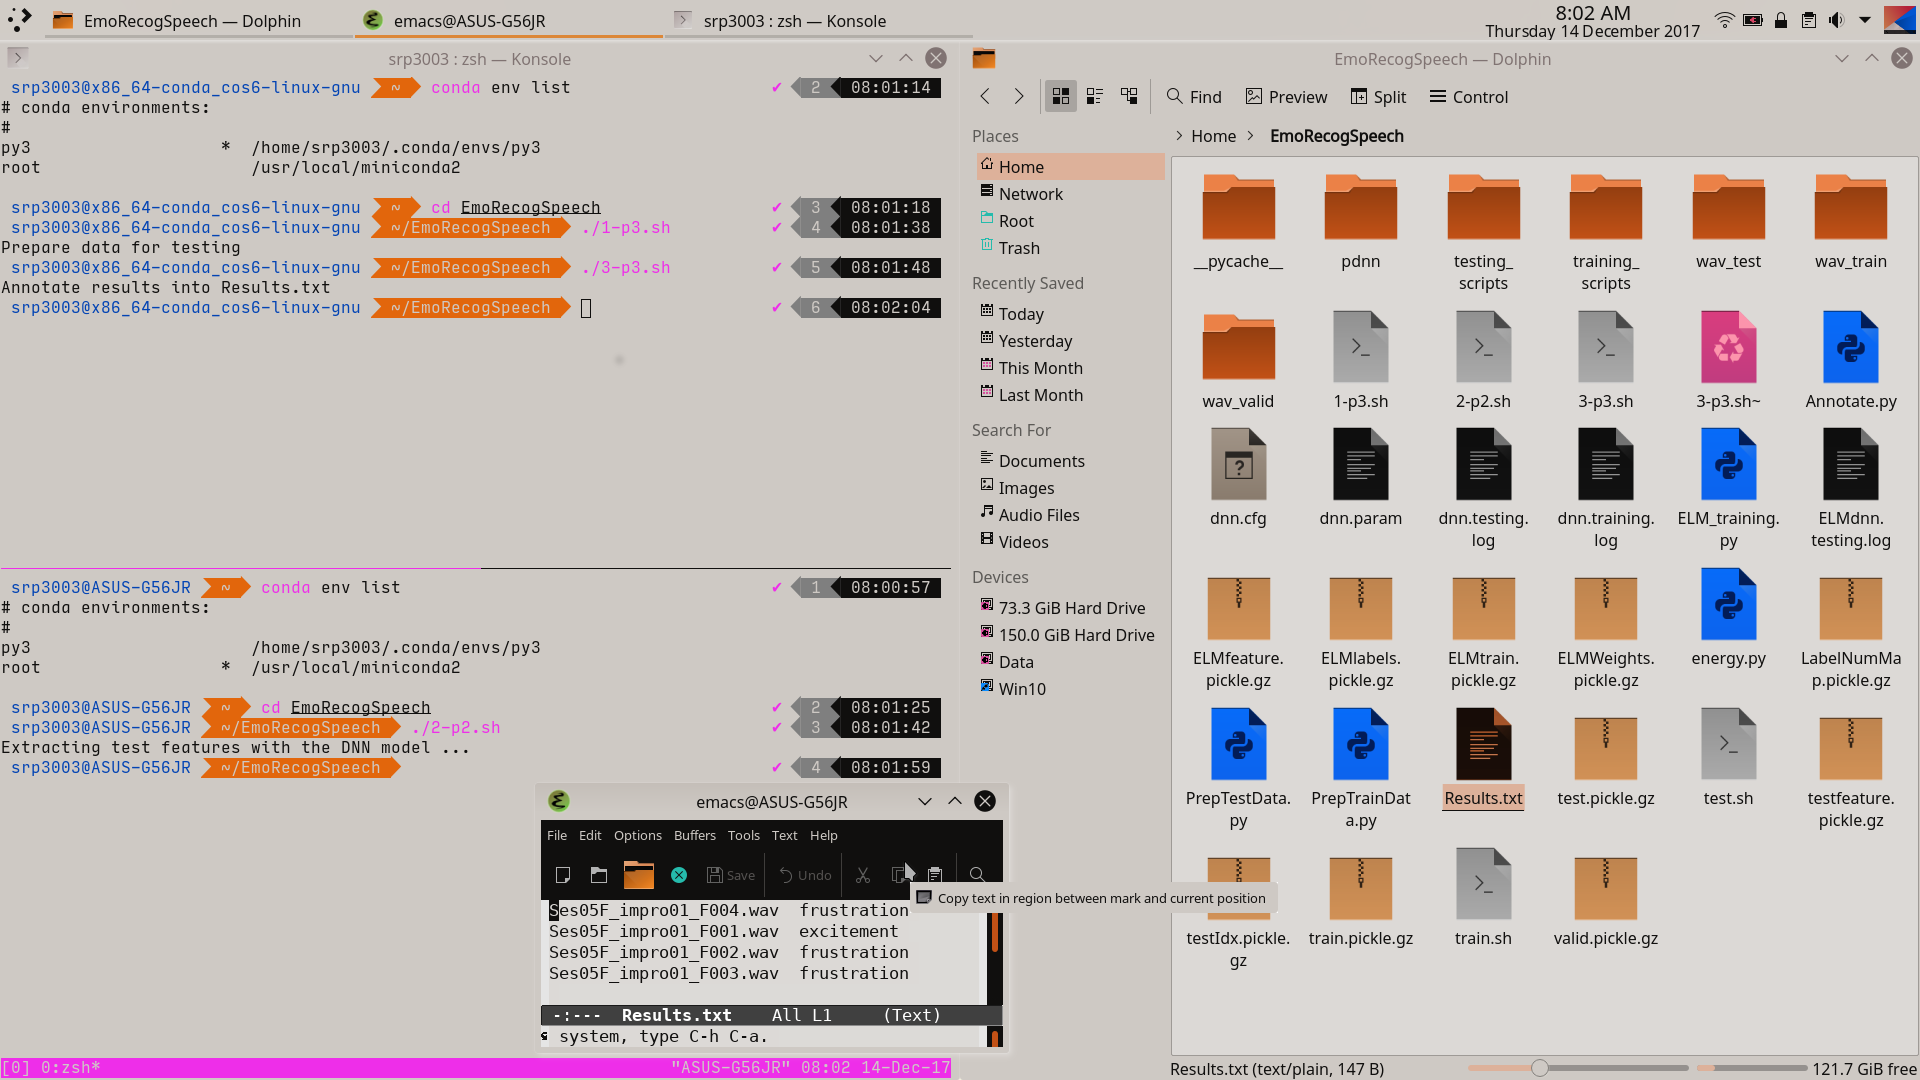 EmoRecogSpeech — Dolphin
emacs@ASUS-G56JR
srp3003 : zsh — Konsole
8:02 AM
Thursday 14 December 2017
srp3003 : zsh — Konsole
srp3003@x86_64-conda_cos6-linux-gnu ~ conda env list ✔ 2 08:01:14
# conda environments:
#
py3 * /home/srp3003/.conda/envs/py3
root /usr/local/miniconda2
srp3003@x86_64-conda_cos6-linux-gnu ~ cd EmoRecogSpeech ✔ 3 08:01:18
srp3003@x86_64-conda_cos6-linux-gnu ~/EmoRecogSpeech ./1-p3.sh ✔ 4 08:01:38
Prepare data for testing
srp3003@x86_64-conda_cos6-linux-gnu ~/EmoRecogSpeech ./3-p3.sh ✔ 5 08:01:48
Annotate results into Results.txt
srp3003@x86_64-conda_cos6-linux-gnu ~/EmoRecogSpeech ✔ 6 08:02:04
srp3003@ASUS-G56JR ~ conda env list ✔ 1 08:00:57
# conda environments:
#
py3 /home/srp3003/.conda/envs/py3
root * /usr/local/miniconda2
srp3003@ASUS-G56JR ~ cd EmoRecogSpeech ✔ 2 08:01:25
srp3003@ASUS-G56JR ~/EmoRecogSpeech ./2-p2.sh ✔ 3 08:01:42
Extracting test features with the DNN model ...
srp3003@ASUS-G56JR ~/EmoRecogSpeech ✔ 4 08:01:59
[0] 0:zsh* "ASUS-G56JR" 08:02 14-Dec-17
emacs@ASUS-G56JR
File Edit Options Buffers Tools Text Help
Save Undo
Copy text in region between mark and current position
Ses05F_impro01_F004.wav frustration
Ses05F_impro01_F001.wav excitement
Ses05F_impro01_F002.wav frustration
Ses05F_impro01_F003.wav frustration
-:--- Results.txt All L1 (Text)
system, type C-h C-a.
EmoRecogSpeech — Dolphin
Find Preview Split Control
Places
Home
Network
Root
Trash
Recently Saved
Today
Yesterday
This Month
Last Month
Search For
Documents
Images
Audio Files
Videos
Devices
73.3 GiB Hard Drive
150.0 GiB Hard Drive
Data
Win10
> Home > EmoRecogSpeech
__pycache__ pdnn testing_ training_ wav_test wav_train
scripts scripts
wav_valid 1-p3.sh 2-p2.sh 3-p3.sh 3-p3.sh~ Annotate.py
dnn.cfg dnn.param dnn.testing. dnn.training. ELM_training. ELMdnn.
log log py testing.log
ELMfeature. ELMlabels. ELMtrain. ELMWeights. energy.py LabelNumMa
pickle.gz pickle.gz pickle.gz pickle.gz p.pickle.gz
PrepTestData. PrepTrainDat Results.txt test.pickle.gz test.sh testfeature.
py a.py pickle.gz
testIdx.pickle. train.pickle.gz train.sh valid.pickle.gz
gz
Results.txt (text/plain, 147 B) 121.7 GiB free